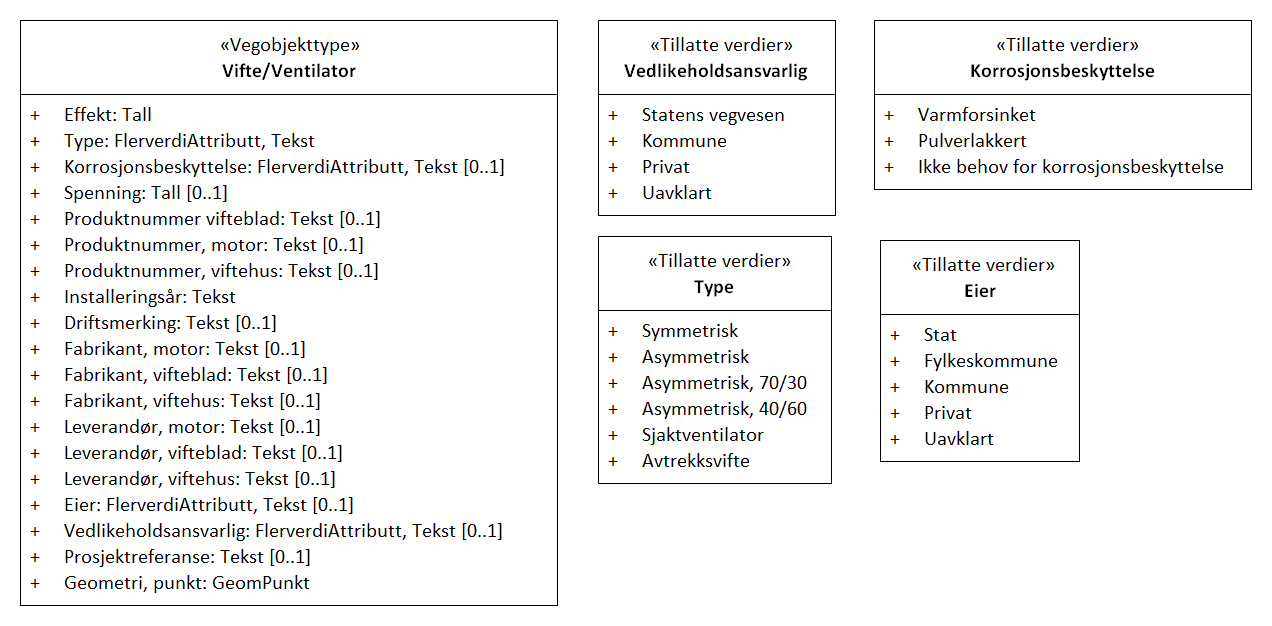 «Vegobjekttype»
Vifte/Ventilator
+ Effekt: Tall
+ Type: FlerverdiAttributt, Tekst
+ Korrosjonsbeskyttelse: FlerverdiAttributt, Tekst [0..1]
+ Spenning: Tall [0..1]
+ Produktnummer vifteblad: Tekst [0..1]
+ Produktnummer, motor: Tekst [0..1]
+ Produktnummer, viftehus: Tekst [0..1]
+ Installeringsår: Tekst
+ Driftsmerking: Tekst [0..1]
+ Fabrikant, motor: Tekst [0..1]
+ Fabrikant, vifteblad: Tekst [0..1]
+ Fabrikant, viftehus: Tekst [0..1]
+ Leverandør, motor: Tekst [0..1]
+ Leverandør, vifteblad: Tekst [0..1]
+ Leverandør, viftehus: Tekst [0..1]
+ Eier: FlerverdiAttributt, Tekst [0..1]
+ Vedlikeholdsansvarlig: FlerverdiAttributt, Tekst [0..1]
+ Prosjektreferanse: Tekst [0..1]
+ Geometri, punkt: GeomPunkt
«Tillatte verdier»
Vedlikeholdsansvarlig
+ Statens vegvesen
+ Kommune
+ Privat
+ Uavklart
«Tillatte verdier»
Korrosjonsbeskyttelse
+ Varmforsinket
+ Pulverlakkert
+ Ikke behov for korrosjonsbeskyttelse
«Tillatte verdier»
Type
+ Symmetrisk
+ Asymmetrisk
+ Asymmetrisk, 70/30
+ Asymmetrisk, 40/60
+ Sjaktventilator
+ Avtrekksvifte
«Tillatte verdier»
Eier
+ Stat
+ Fylkeskommune
+ Kommune
+ Privat
+ Uavklart